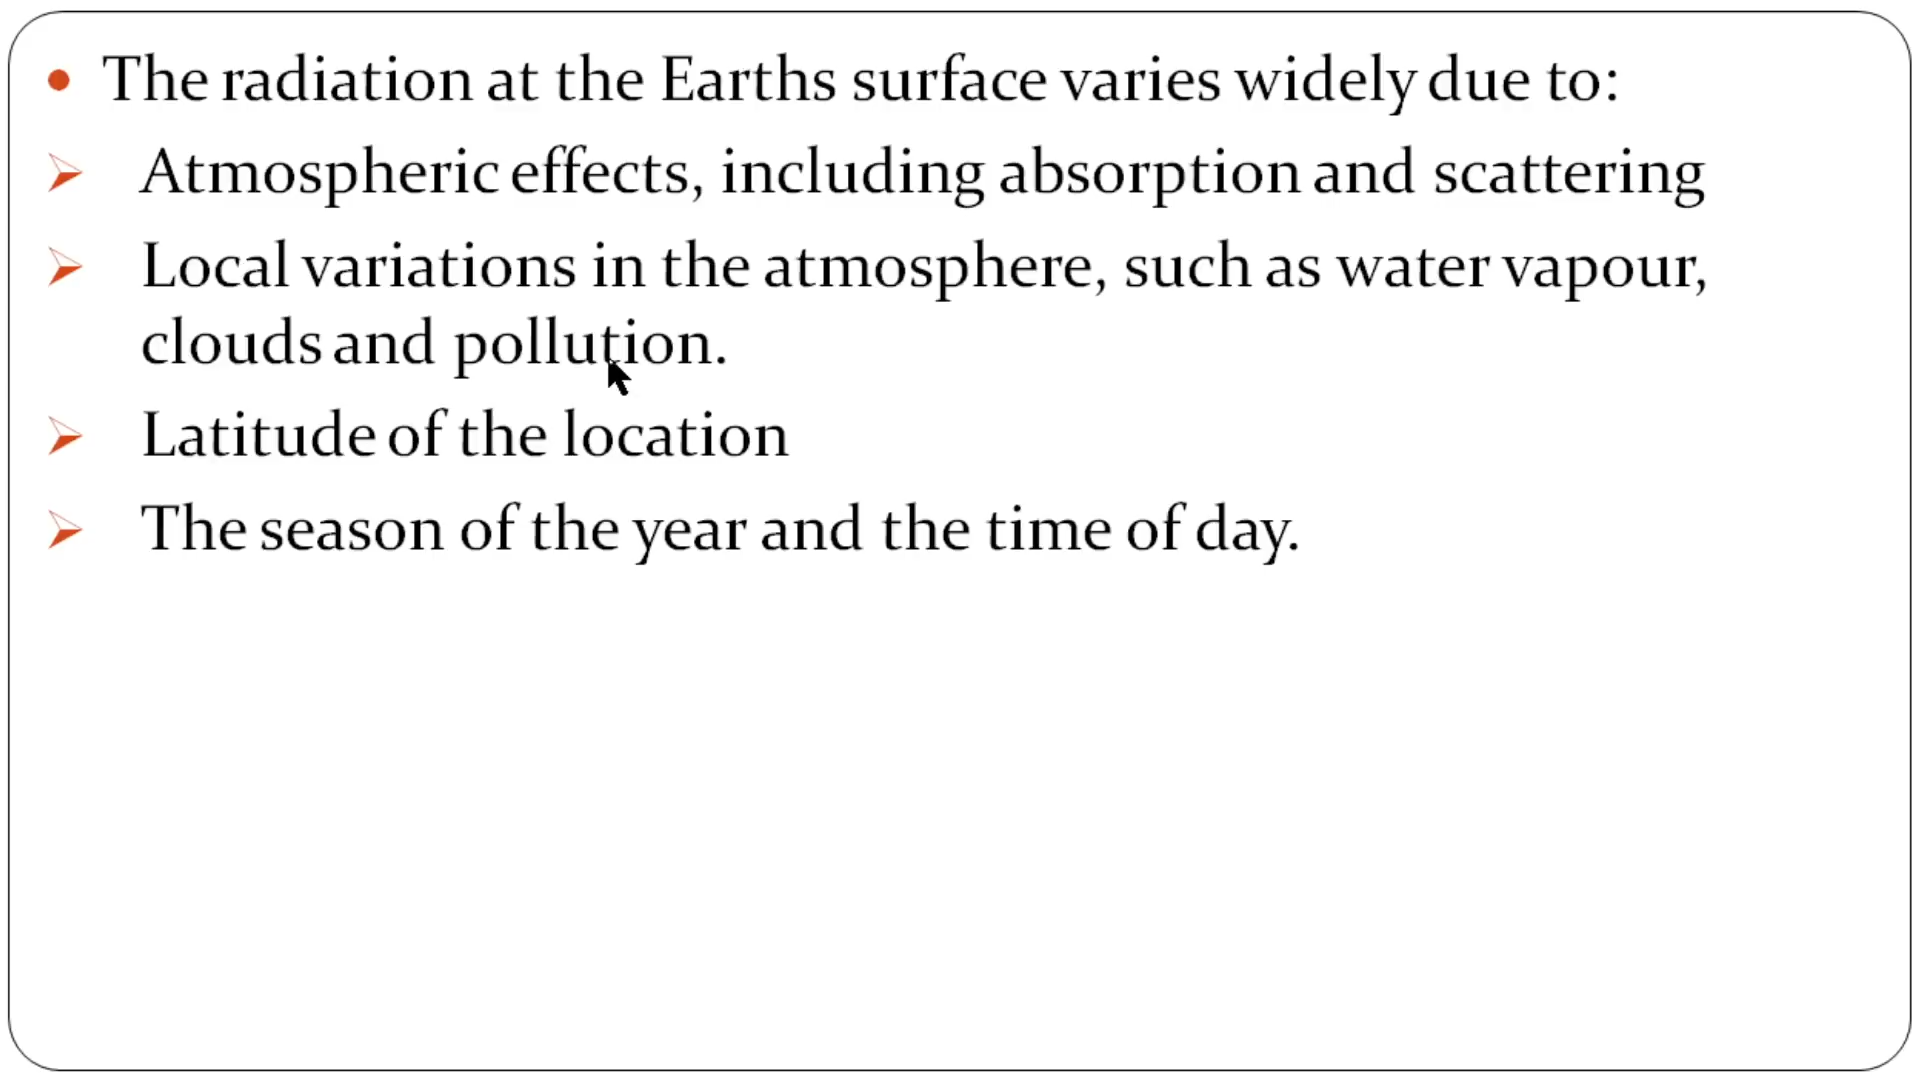 The radiation at the Earths surface varies widely due to:
Atmospheric effects, including absorption and scattering
Local variations in the atmosphere, such as water vapour,
clouds and pollution.
Latitude of the location
The season of the year and the time of day.